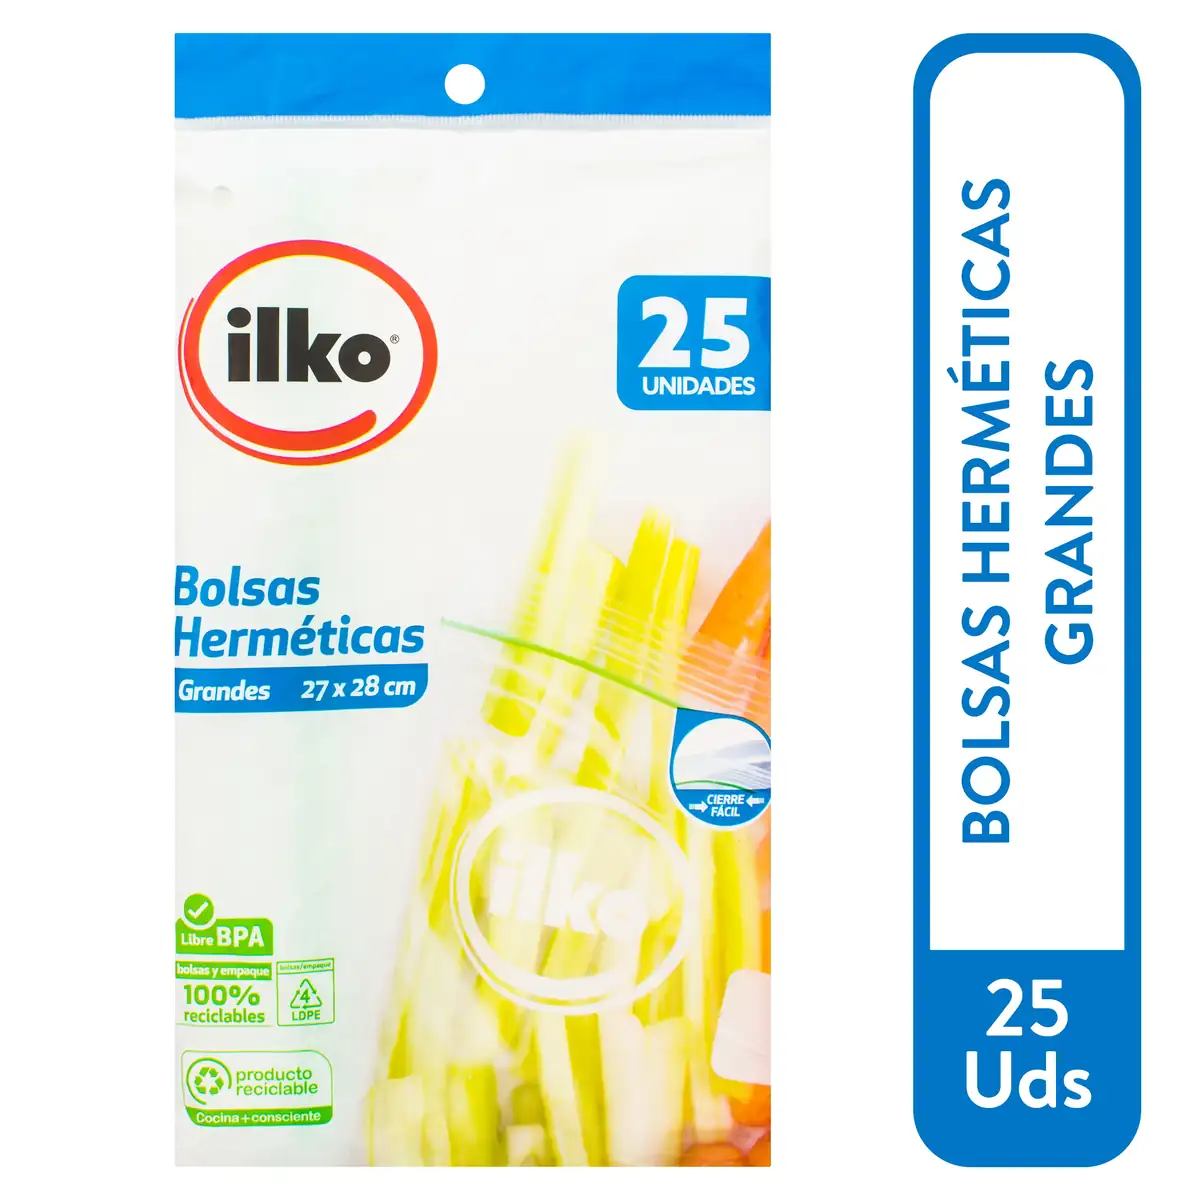 ilko®
25
UNIDADES
Bolsas
Herméticas
Grandes 27 x 28 cm
CIERRE
FÁCIL
ilko
Libre BPA
bolsas y empaque
100%
reciclables
bolsas/empaque
4
LDPE
producto
reciclable
Cocina+consciente
BOLSAS HERMÉTICAS
GRANDES
25
Uds